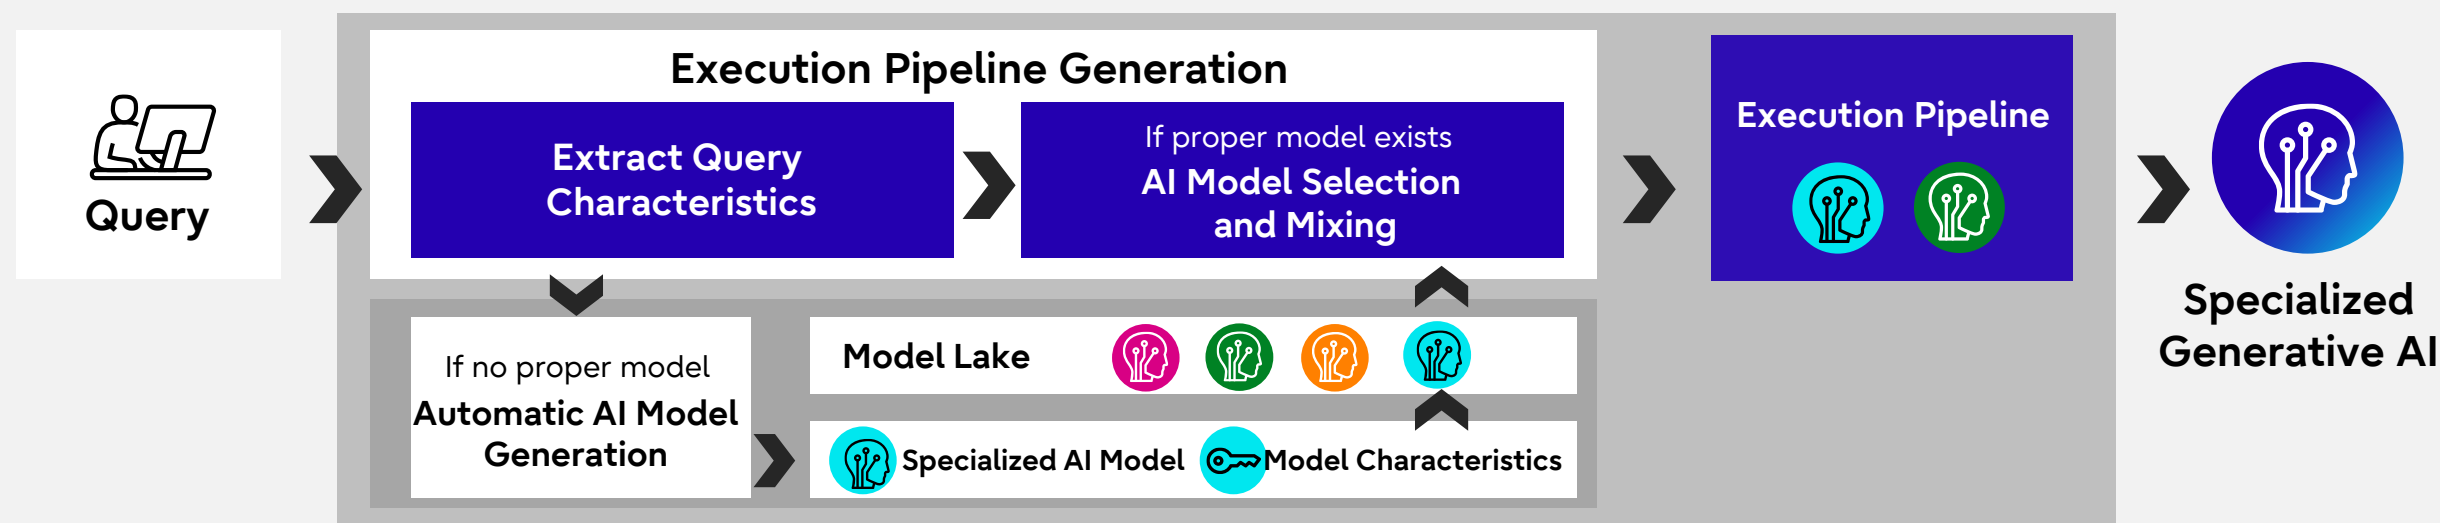 Query
Execution Pipeline Generation
Extract Query
Characteristics
If proper model exists
AI Model Selection
and Mixing
If no proper model
Automatic AI Model
Generation
Model Lake
Specialized AI Model
Model Characteristics
Execution Pipeline
Specialized
Generative AI